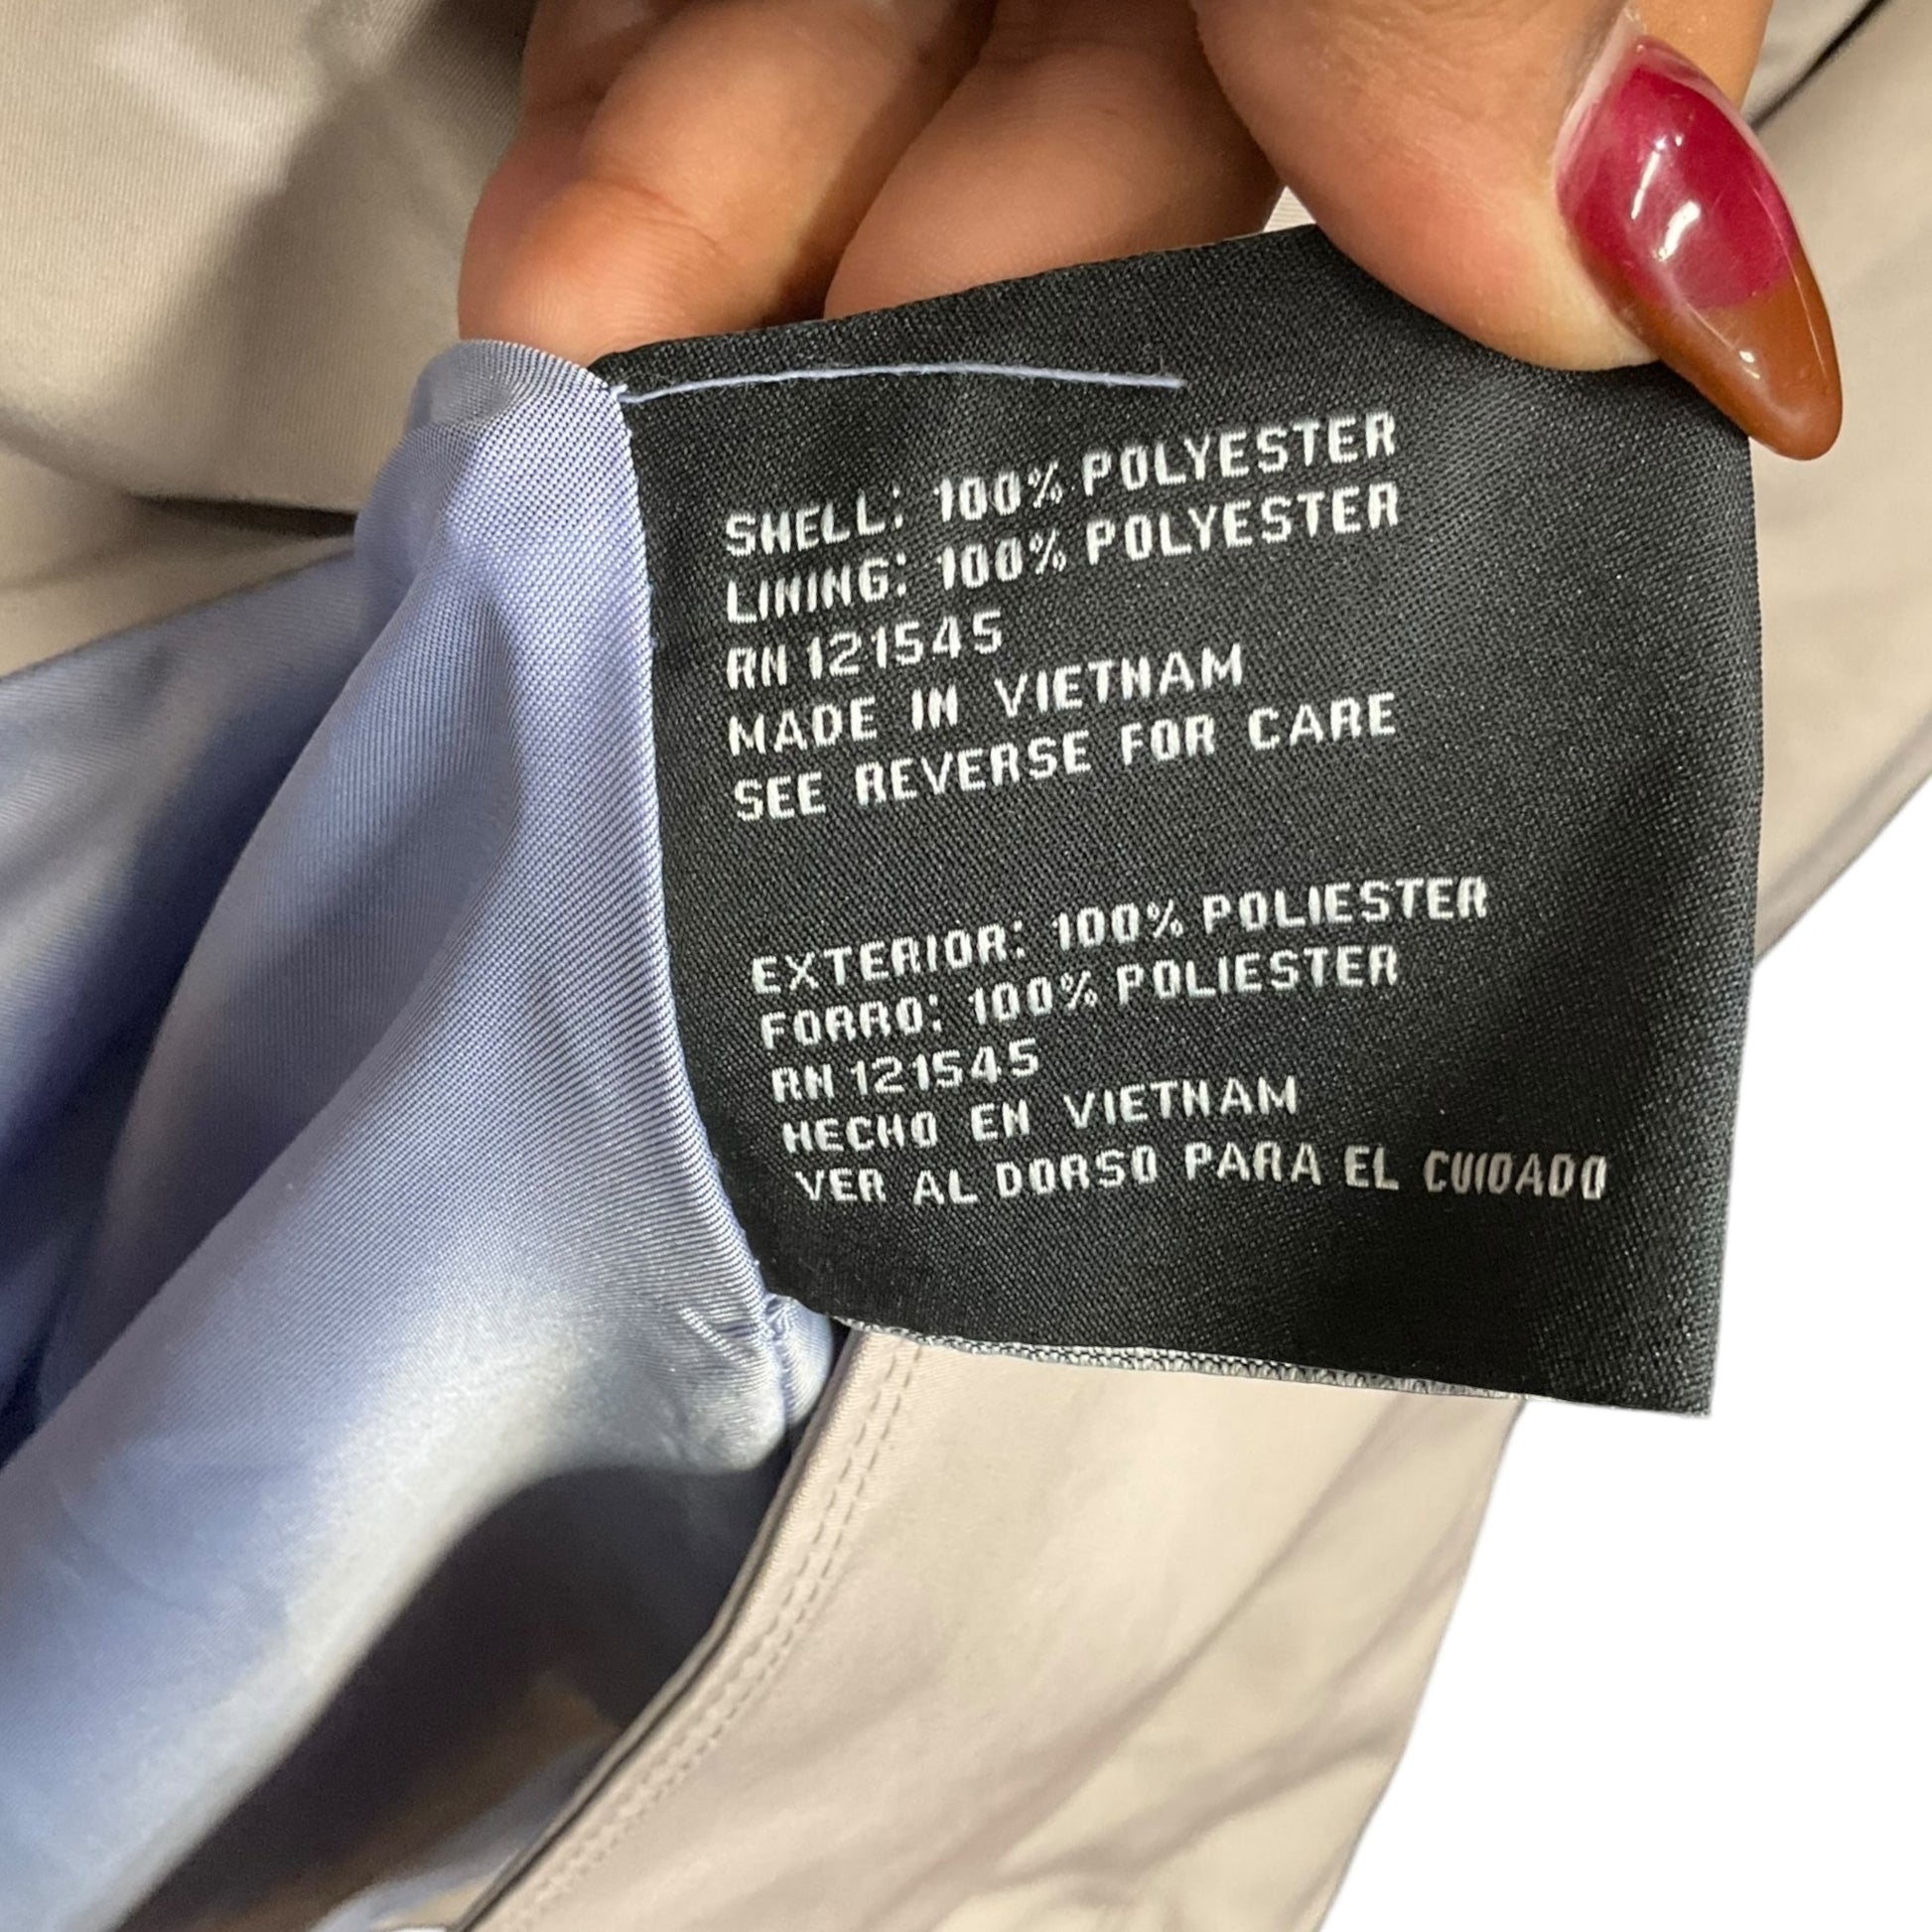 SHELL: 100% POLYESTER
LINING: 100% POLYESTER
RN 121545
MADE IN VIETNAM
SEE REVERSE FOR CARE
EXTERIOR: 100% POLIESTER
FORRO: 100% POLIESTER
RN 121545
HECHO EN VIETNAM
VER AL DORSO PARA EL CUIDADO